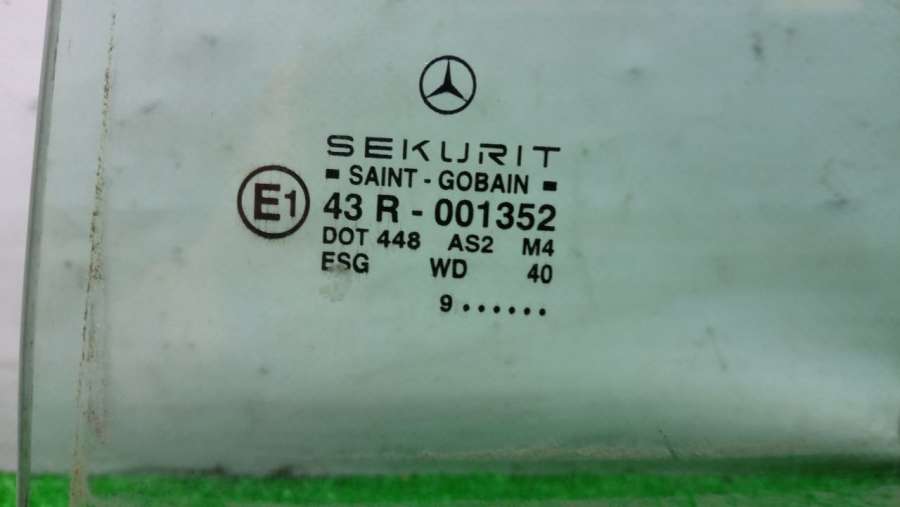 SEKURIT
SAINT - GOBAIN
E1 43 R - 001352
DOT 448 AS2 M4
ESG WD 40
9......